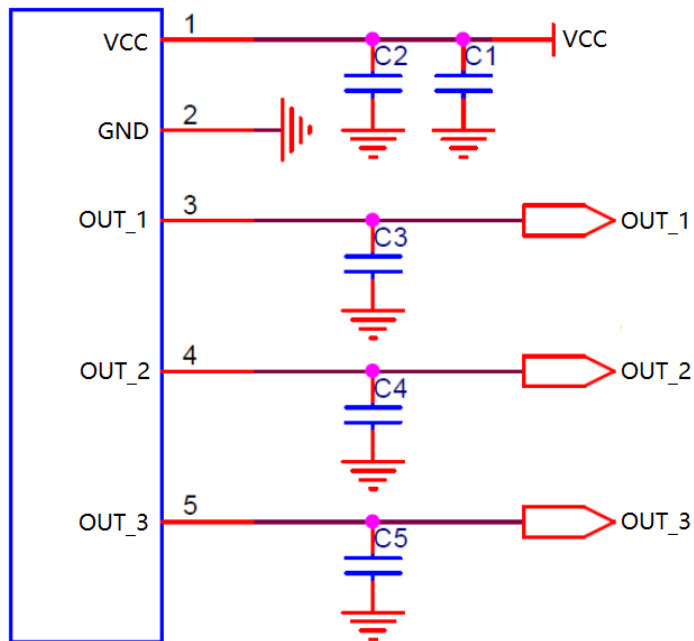 VCC 1 C2 C1 VCC
GND 2
OUT_1 3 C3 OUT_1
OUT_2 4 C4 OUT_2
OUT_3 5 C5 OUT_3